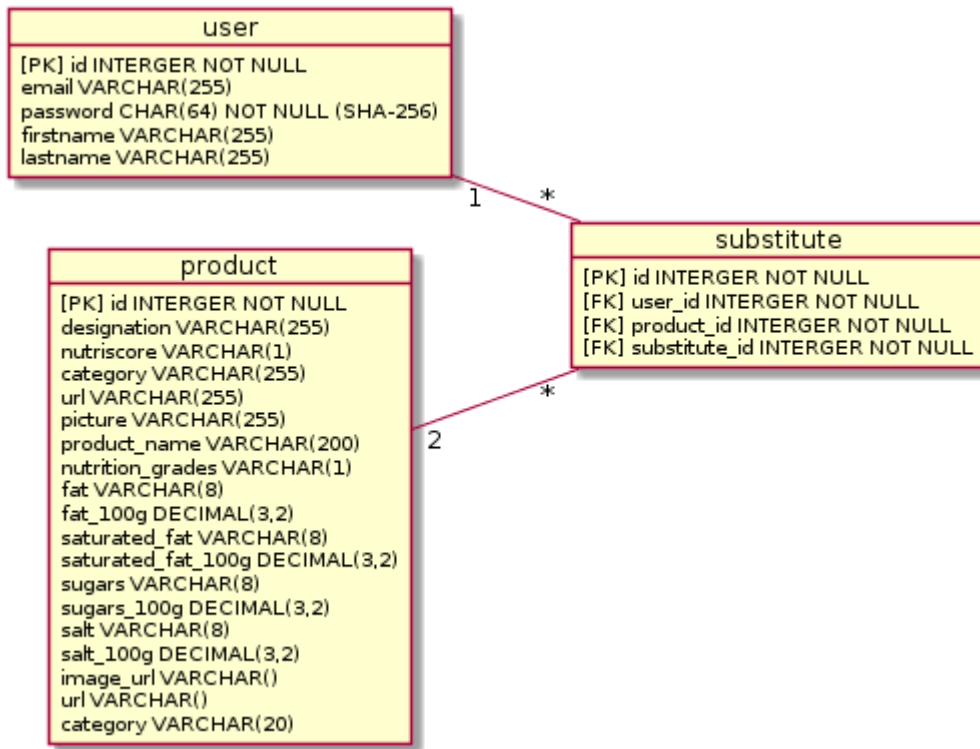 user
[PK] id INTERGER NOT NULL
email VARCHAR(255)
password CHAR(64) NOT NULL (SHA-256)
firstname VARCHAR(255)
lastname VARCHAR(255)
1
*
substitute
[PK] id INTERGER NOT NULL
[FK] user_id INTERGER NOT NULL
[FK] product_id INTERGER NOT NULL
[FK] substitute_id INTERGER NOT NULL
*
2
product
[PK] id INTERGER NOT NULL
designation VARCHAR(255)
nutriscore VARCHAR(1)
category VARCHAR(255)
url VARCHAR(255)
picture VARCHAR(255)
product_name VARCHAR(200)
nutrition_grades VARCHAR(1)
fat VARCHAR(8)
fat_100g DECIMAL(3,2)
saturated_fat VARCHAR(8)
saturated_fat_100g DECIMAL(3,2)
sugars VARCHAR(8)
sugars_100g DECIMAL(3,2)
salt VARCHAR(8)
salt_100g DECIMAL(3,2)
image_url VARCHAR()
url VARCHAR()
category VARCHAR(20)